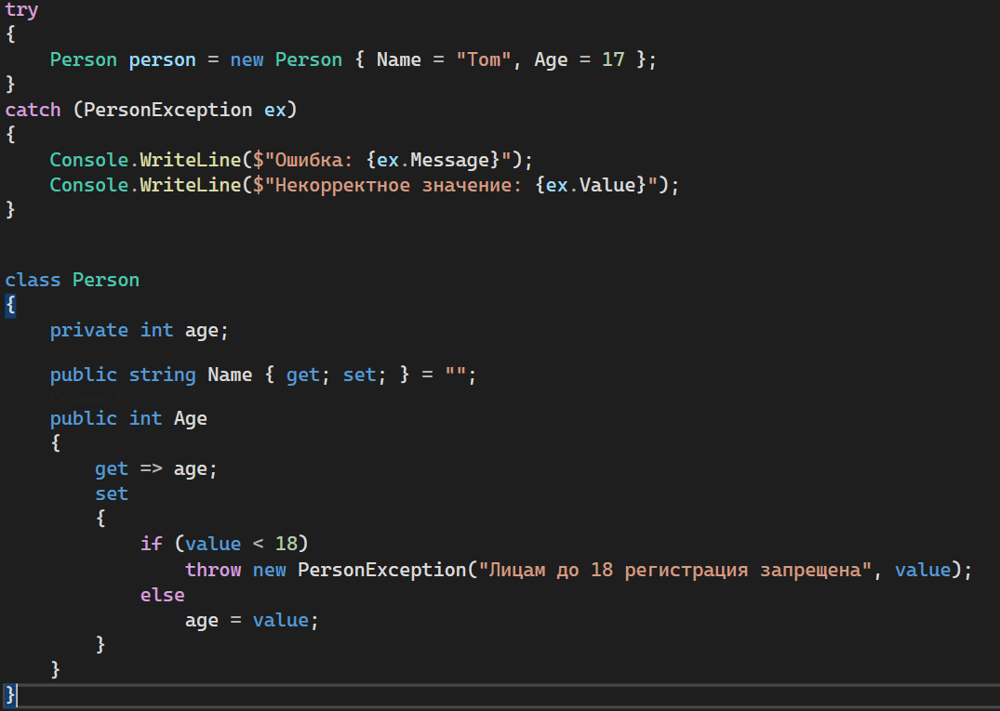 try
{
    Person person = new Person { Name = "Tom", Age = 17 };
}
catch (PersonException ex)
{
    Console.WriteLine($"Ошибка: {ex.Message}");
    Console.WriteLine($"Некорректное значение: {ex.Value}");
}
class Person
{
    private int age;
    public string Name { get; set; } = "";
    public int Age
    {
        get => age;
        set
        {
            if (value < 18)
                throw new PersonException("Лицам до 18 регистрация запрещена", value);
            else
                age = value;
        }
    }
}